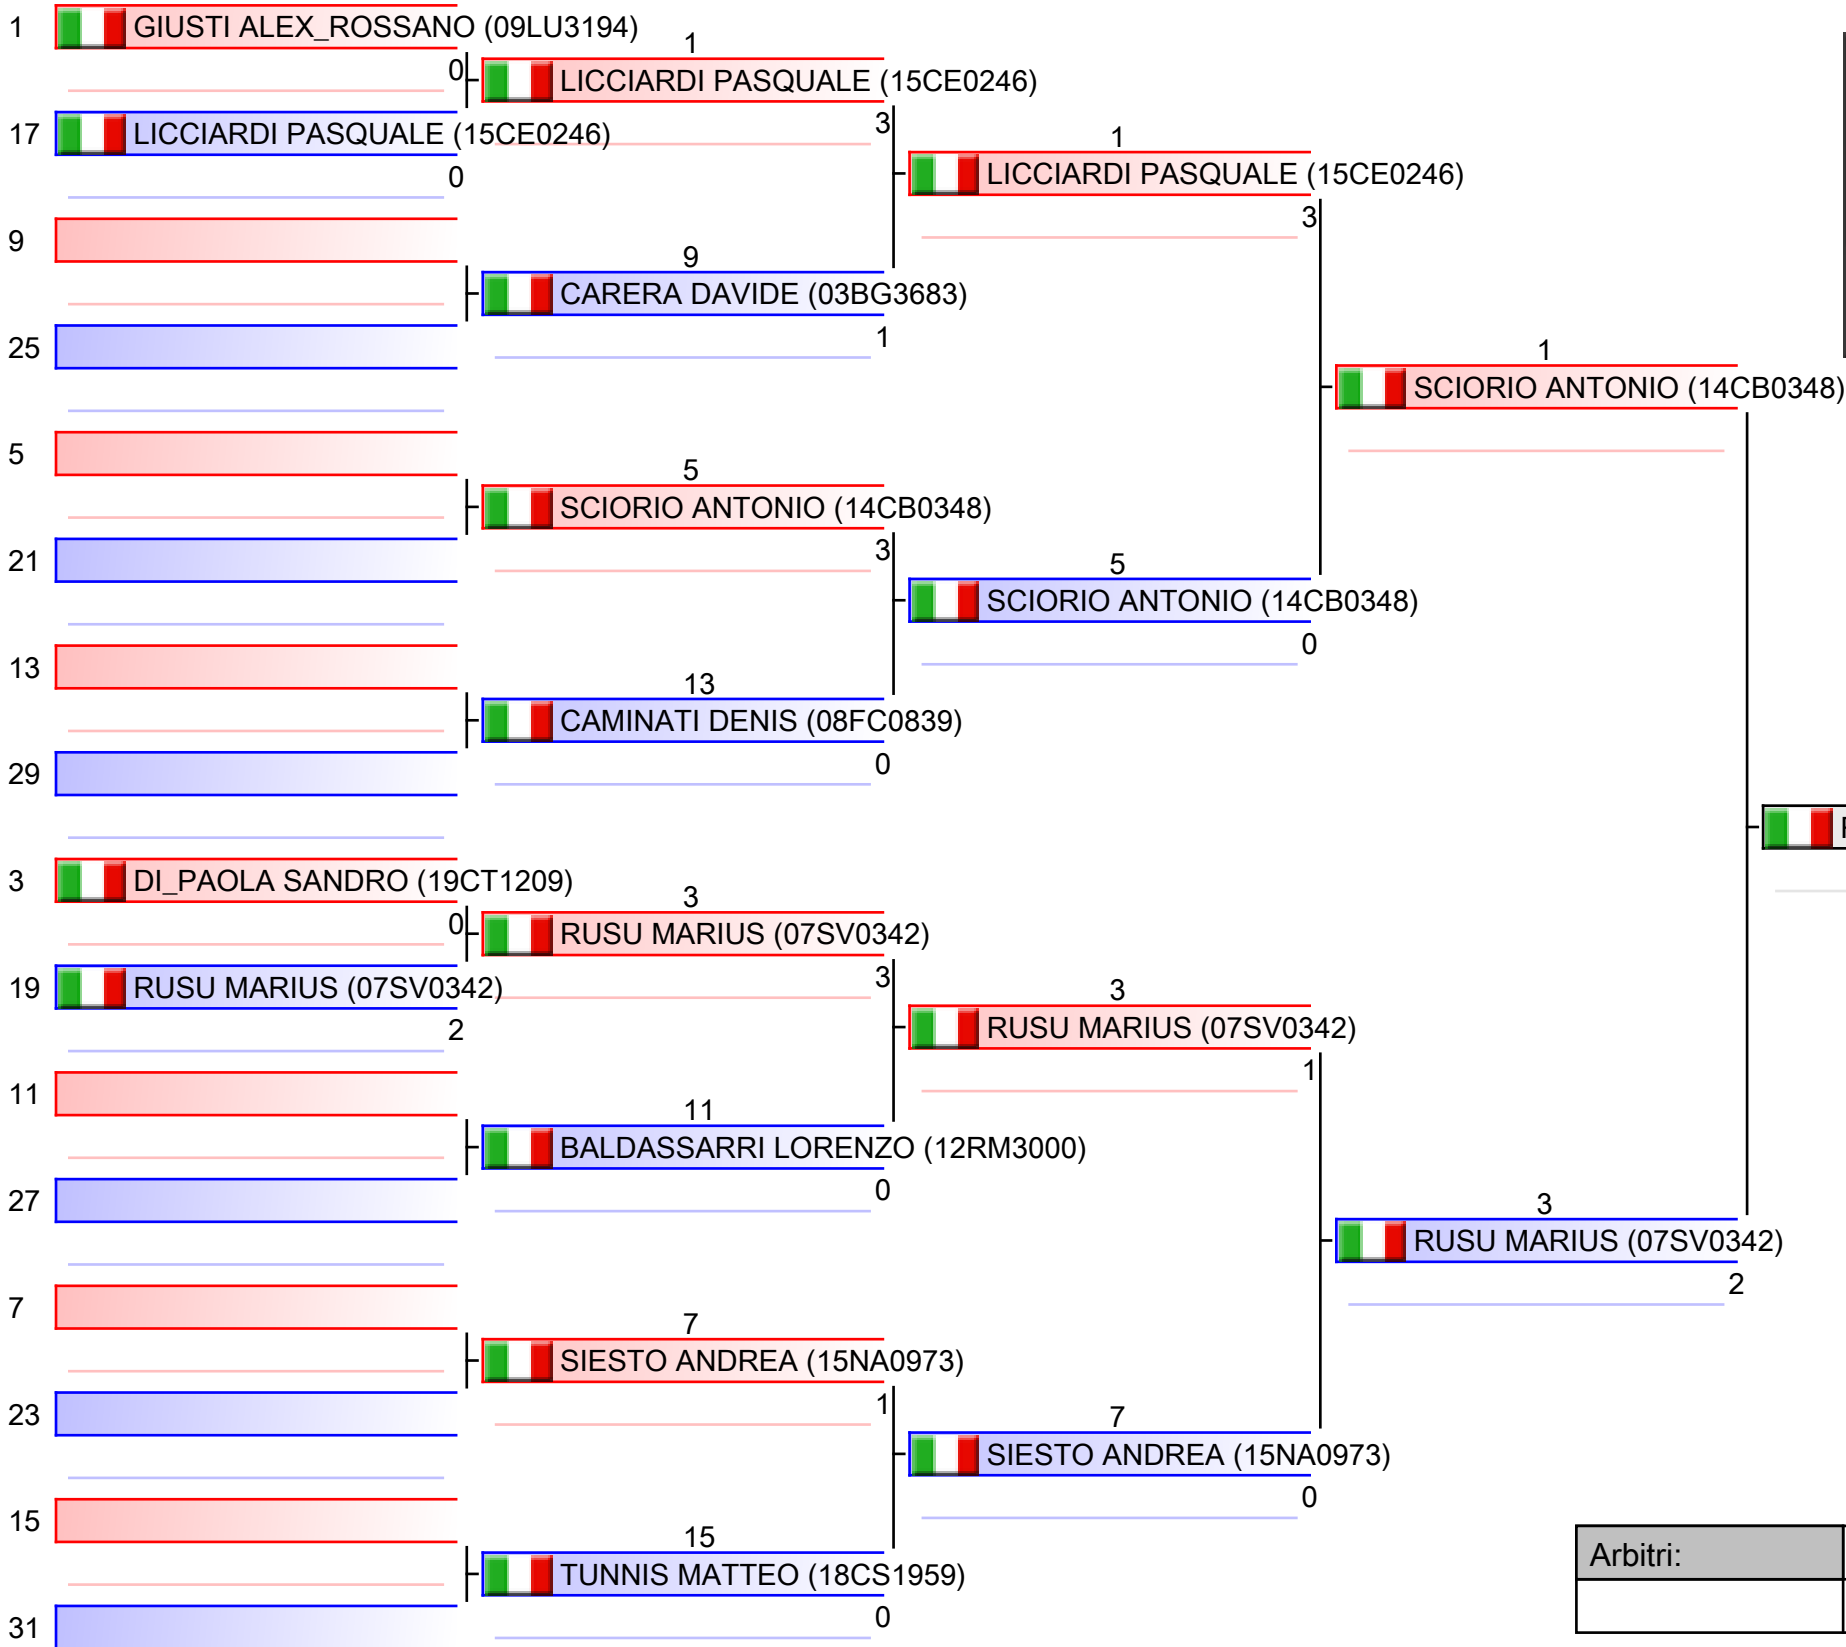 1 GIUSTI ALEX_ROSSANO (09LU3194)
0
17 LICCIARDI PASQUALE (15CE0246)
0
9
25
5
21
13
29
3 DI_PAOLA SANDRO (19CT1209)
0
19 RUSU MARIUS (07SV0342)
2
11
27
7
23
15
31
1
LICCIARDI PASQUALE (15CE0246)
3
9
CARERA DAVIDE (03BG3683)
1
5
SCIORIO ANTONIO (14CB0348)
3
13
CAMINATI DENIS (08FC0839)
0
3
RUSU MARIUS (07SV0342)
3
11
BALDASSARRI LORENZO (12RM3000)
0
7
SIESTO ANDREA (15NA0973)
1
15
TUNNIS MATTEO (18CS1959)
0
1
LICCIARDI PASQUALE (15CE0246)
3
5
SCIORIO ANTONIO (14CB0348)
0
3
RUSU MARIUS (07SV0342)
1
7
SIESTO ANDREA (15NA0973)
0
1
SCIORIO ANTONIO (14CB0348)
3
RUSU MARIUS (07SV0342)
2
Arbitri: